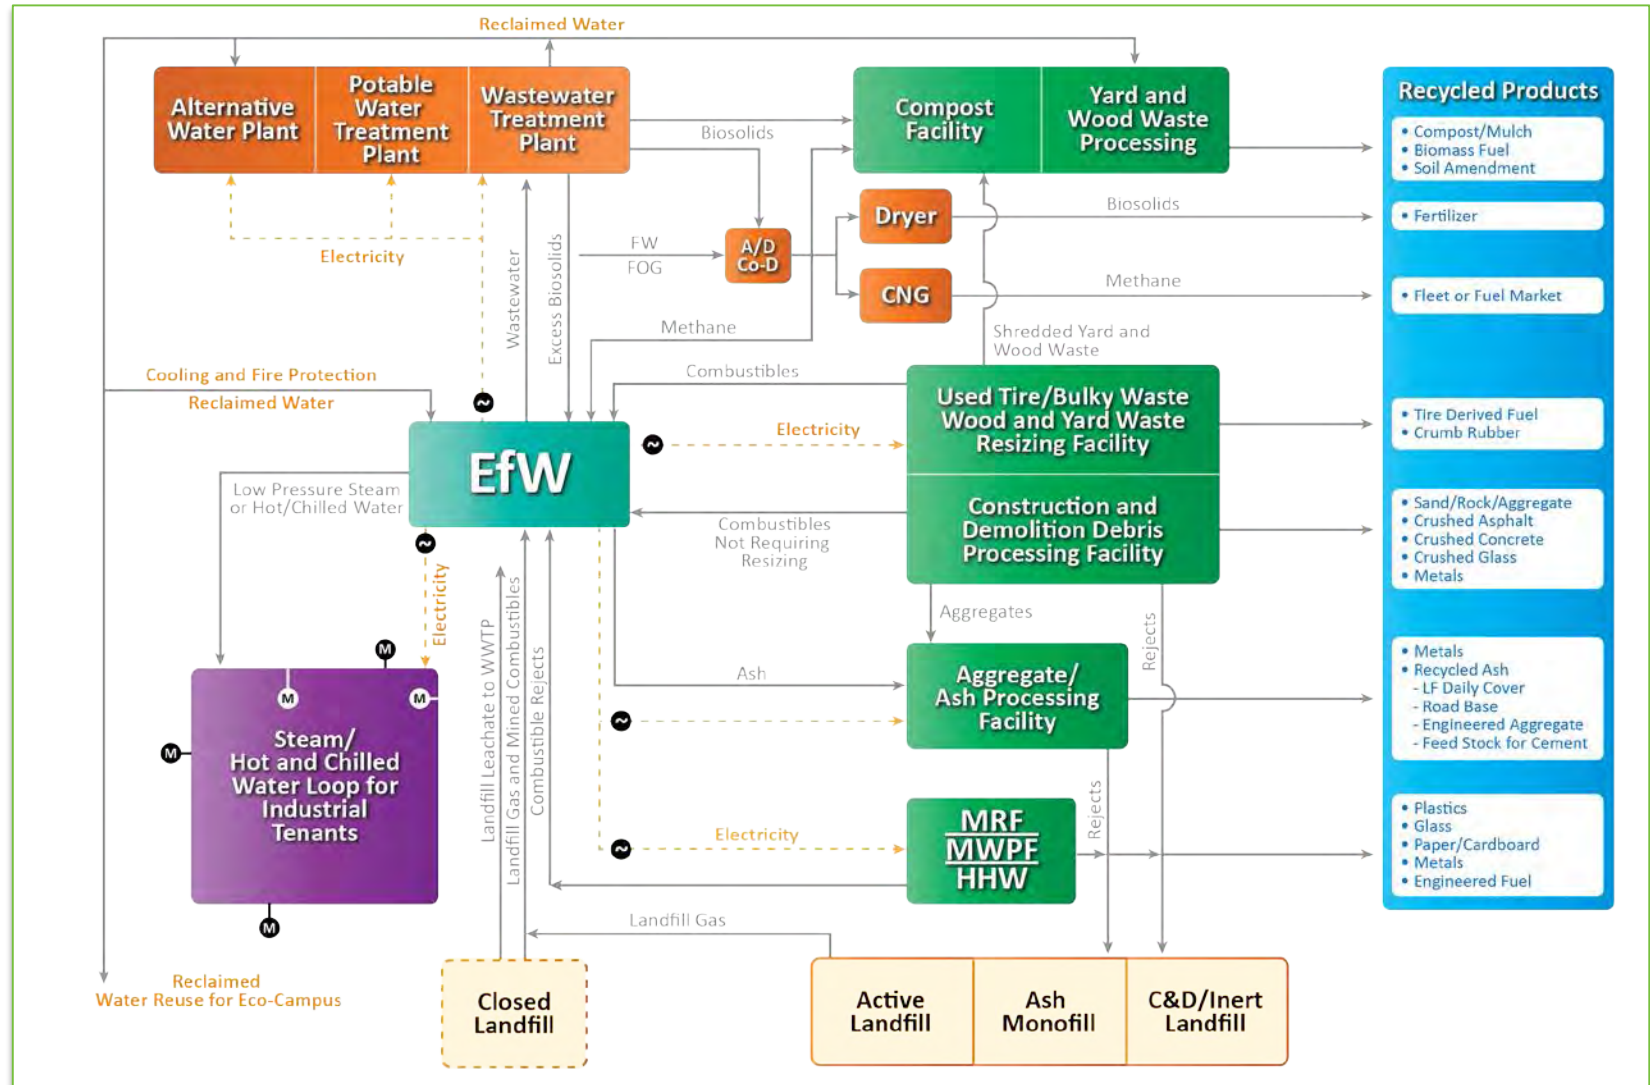 Reclaimed Water
Alternative
Water Plant
Potable
Water
Treatment
Plant
Wastewater
Treatment
Plant
Biosolids
Compost
Facility
Yard and
Wood Waste
Processing
Recycled Products
• Compost/Mulch
• Biomass Fuel
• Soil Amendment
Electricity
Wastewater
Excess Biosolids
FW
FOG
A/D
Co-D
Dryer
Biosolids
• Fertilizer
CNG
Methane
• Fleet or Fuel Market
Methane
Shredded Yard and
Wood Waste
Cooling and Fire Protection
Reclaimed Water
Combustibles
~
EfW
~
Electricity
Used Tire/Bulky Waste
Wood and Yard Waste
Resizing Facility
• Tire Derived Fuel
• Crumb Rubber
Low Pressure Steam
or Hot/Chilled Water
~
Electricity
Combustibles
Not Requiring
Resizing
Construction and
Demolition Debris
Processing Facility
• Sand/Rock/Aggregate
• Crushed Asphalt
• Crushed Concrete
• Crushed Glass
• Metals
Aggregates
Rejects
M
M
M
M
M
Steam/
Hot and Chilled
Water Loop for
Industrial
Tenants
Landfill Leachate to WWTP
Landfill Gas and Mined Combustibles
Combustible Rejects
Ash
~
Aggregate/
Ash Processing
Facility
• Metals
• Recycled Ash
- LF Daily Cover
- Road Base
- Engineered Aggregate
- Feed Stock for Cement
~
Electricity
MRF
MWPF
HHW
Rejects
• Plastics
• Glass
• Paper/Cardboard
• Metals
• Engineered Fuel
Landfill Gas
Reclaimed
Water Reuse for Eco-Campus
Closed
Landfill
Active
Landfill
Ash
Monofill
C&D/Inert
Landfill